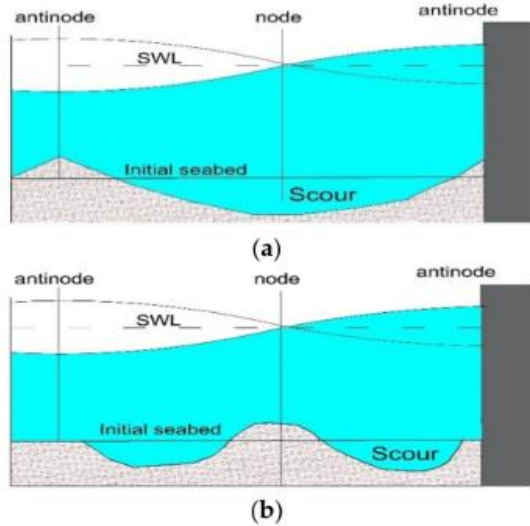 antinode
node
antinode
SWL
Initial seabed
Scour
(a)
antinode
node
antinode
SWL
Initial seabed
Scour
(b)